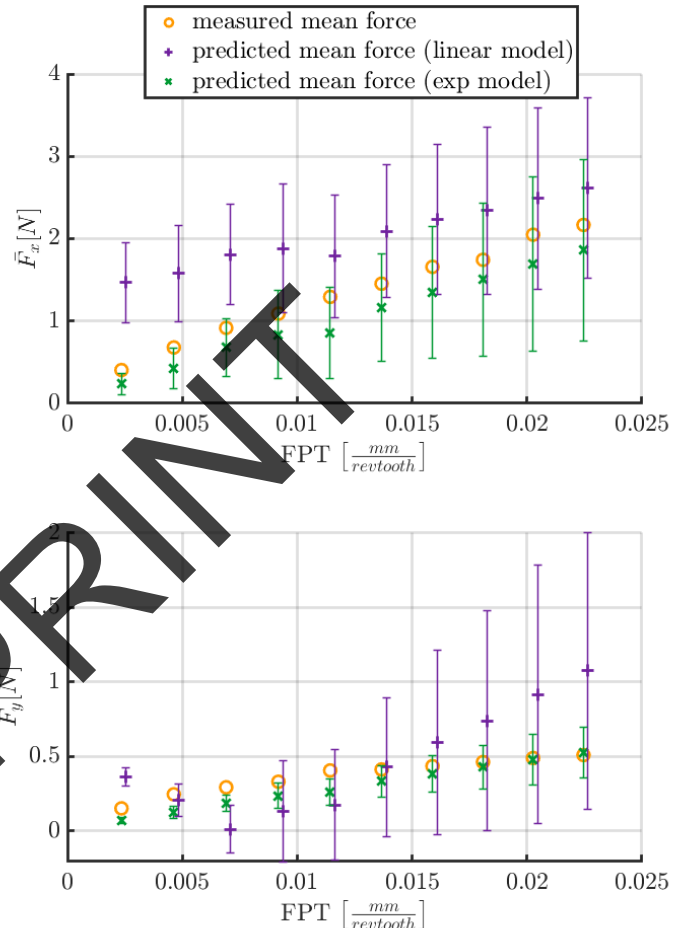 measured mean force
predicted mean force (linear model)
predicted mean force (exp model)
4
3
2
1
0
F̄x[N]
0 0.005 0.01 0.015 0.02 0.025
FPT [mm/revtooth]
PRINT
2
1.5
1
0.5
0
Fy[N]
0 0.005 0.01 0.015 0.02 0.025
FPT [mm/revtooth]